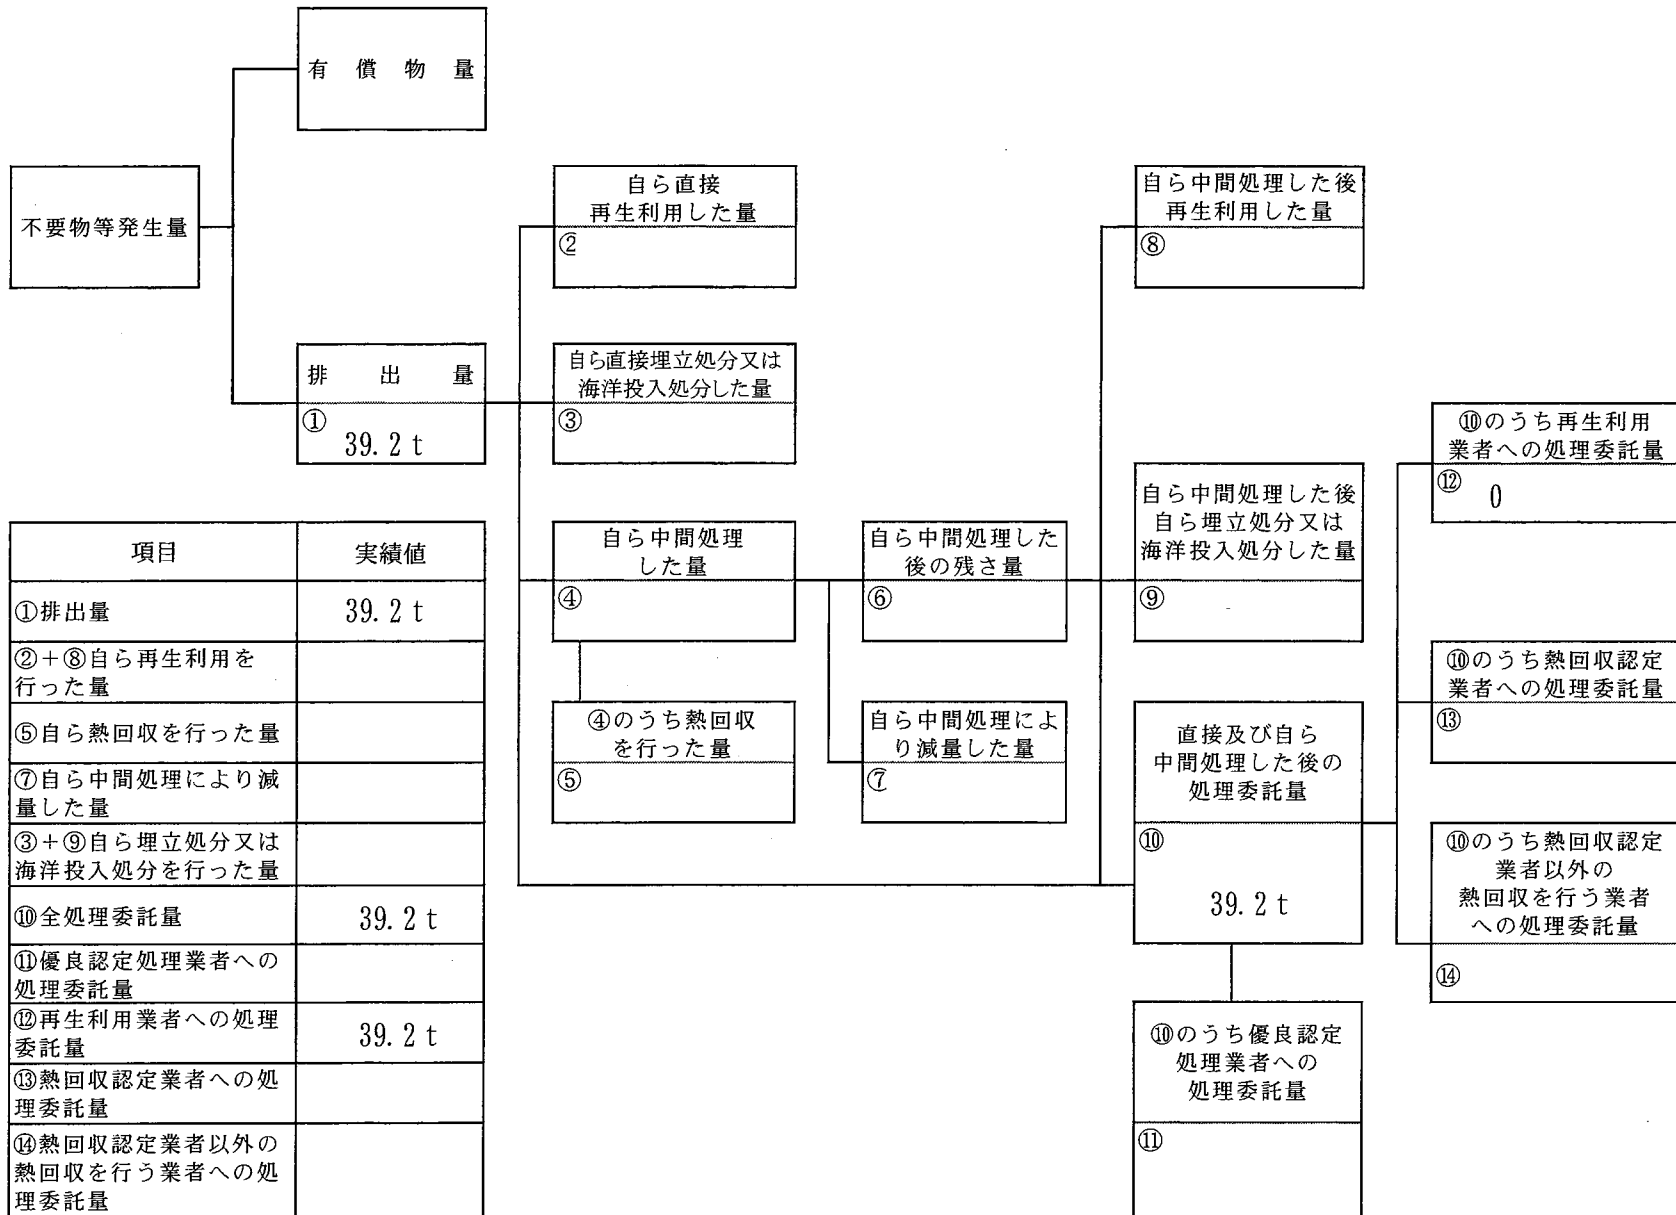 有償物量
不要物等発生量
排出量
①
39.2 t
自ら直接
再生利用した量
②
自ら直接埋立処分又は
海洋投入処分した量
③
自ら中間処理
した量
④
④のうち熱回収
を行った量
⑤
自ら中間処理した
後の残さ量
⑥
自ら中間処理によ
り減量した量
⑦
自ら中間処理した後
再生利用した量
⑧
自ら中間処理した後
自ら埋立処分又は
海洋投入処分した量
⑨
直接及び自ら
中間処理した後の
処理委託量
⑩
39.2 t
⑩のうち優良認定
処理業者への
処理委託量
⑪
⑩のうち再生利用
業者への処理委託量
⑫ 0
⑩のうち熱回収認定
業者への処理委託量
⑬
⑩のうち熱回収認定
業者以外の
熱回収を行う業者
への処理委託量
⑭
項目 実績値
①排出量 39.2 t
②+⑧自ら再生利用を
行った量
⑤自ら熱回収を行った量
⑦自ら中間処理により減
量した量
③+⑨自ら埋立処分又は
海洋投入処分を行った量
⑩全処理委託量 39.2 t
⑪優良認定処理業者への
処理委託量
⑫再生利用業者への処理
委託量 39.2 t
⑬熱回収認定業者への処
理委託量
⑭熱回収認定業者以外の
熱回収を行う業者への処
理委託量